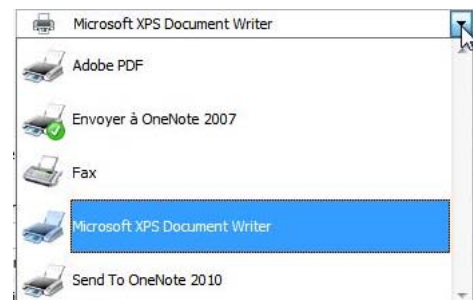 Microsoft XPS Document Writer
Adobe PDF
Envoyer à OneNote 2007
Fax
Microsoft XPS Document Writer
Send To OneNote 2010